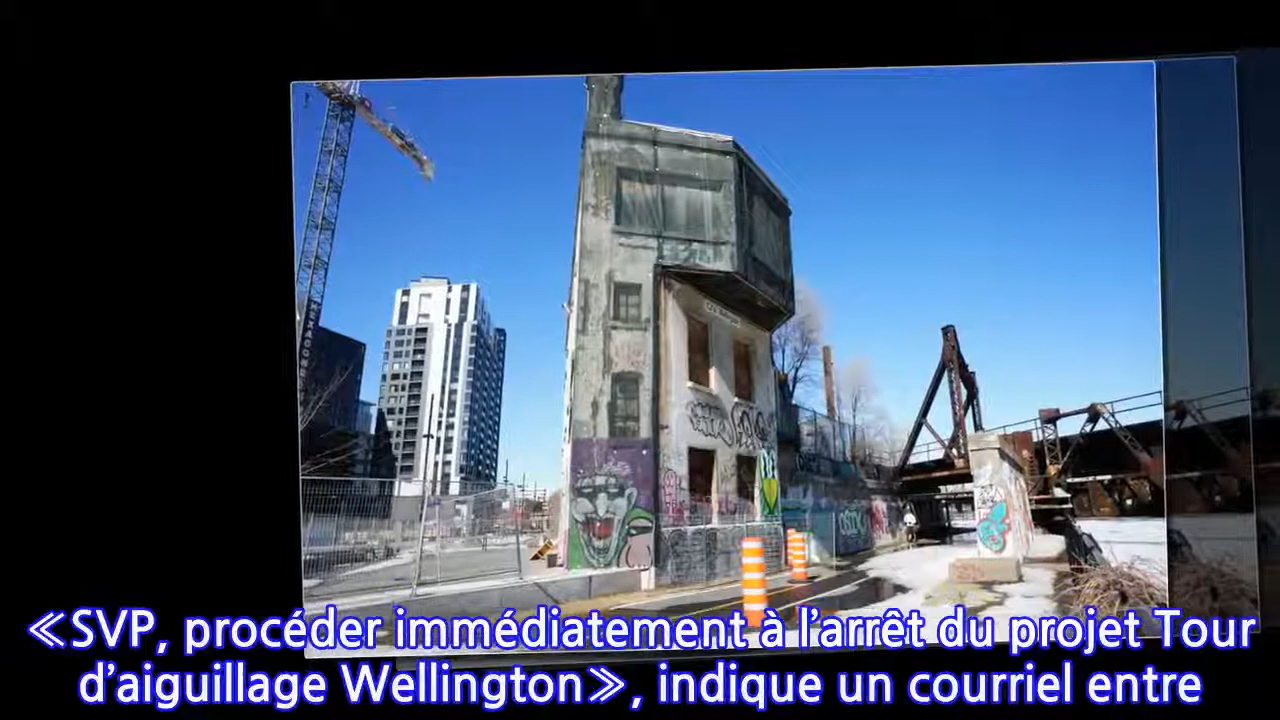 ≪SVP, procéder immédiatement à l'arrêt du projet Tour
d'aiguillage Wellington≫, indique un courriel entre